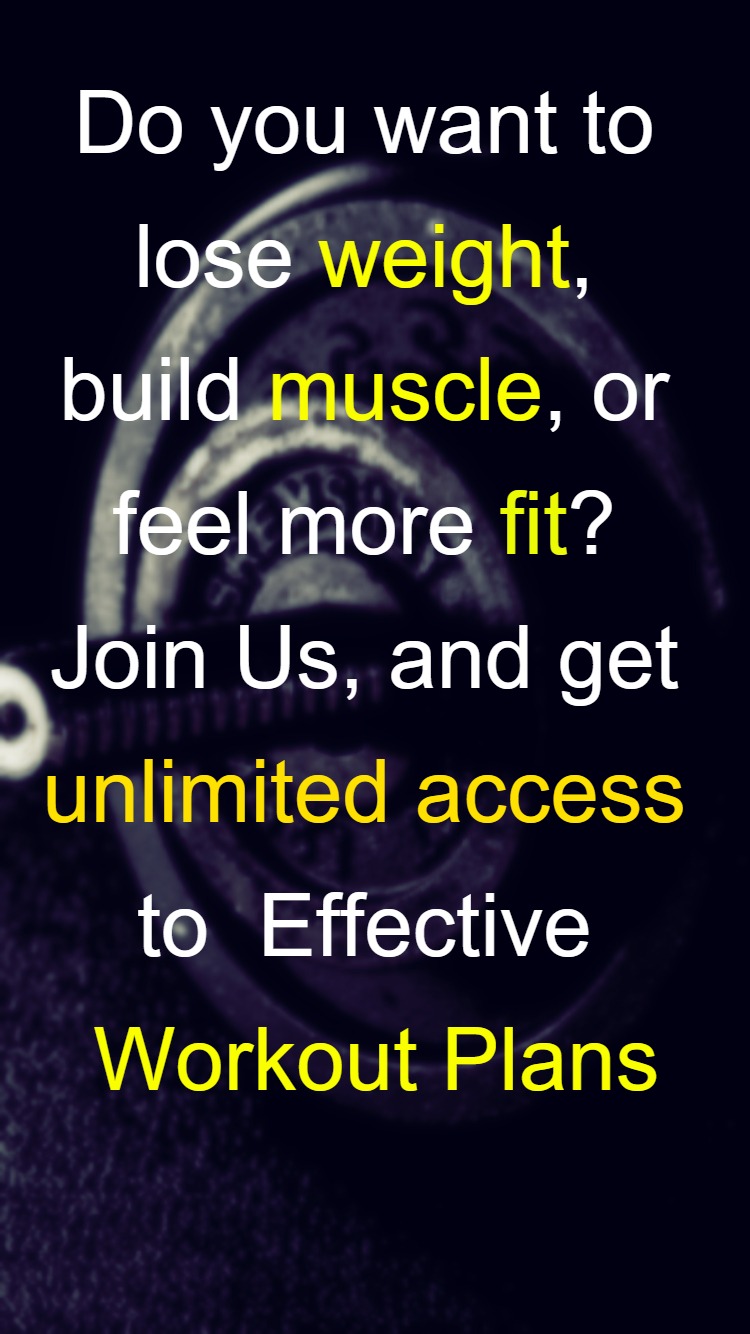 Do you want to
lose weight,
build muscle, or
feel more fit?
Join Us, and get
unlimited access
to  Effective
Workout Plans